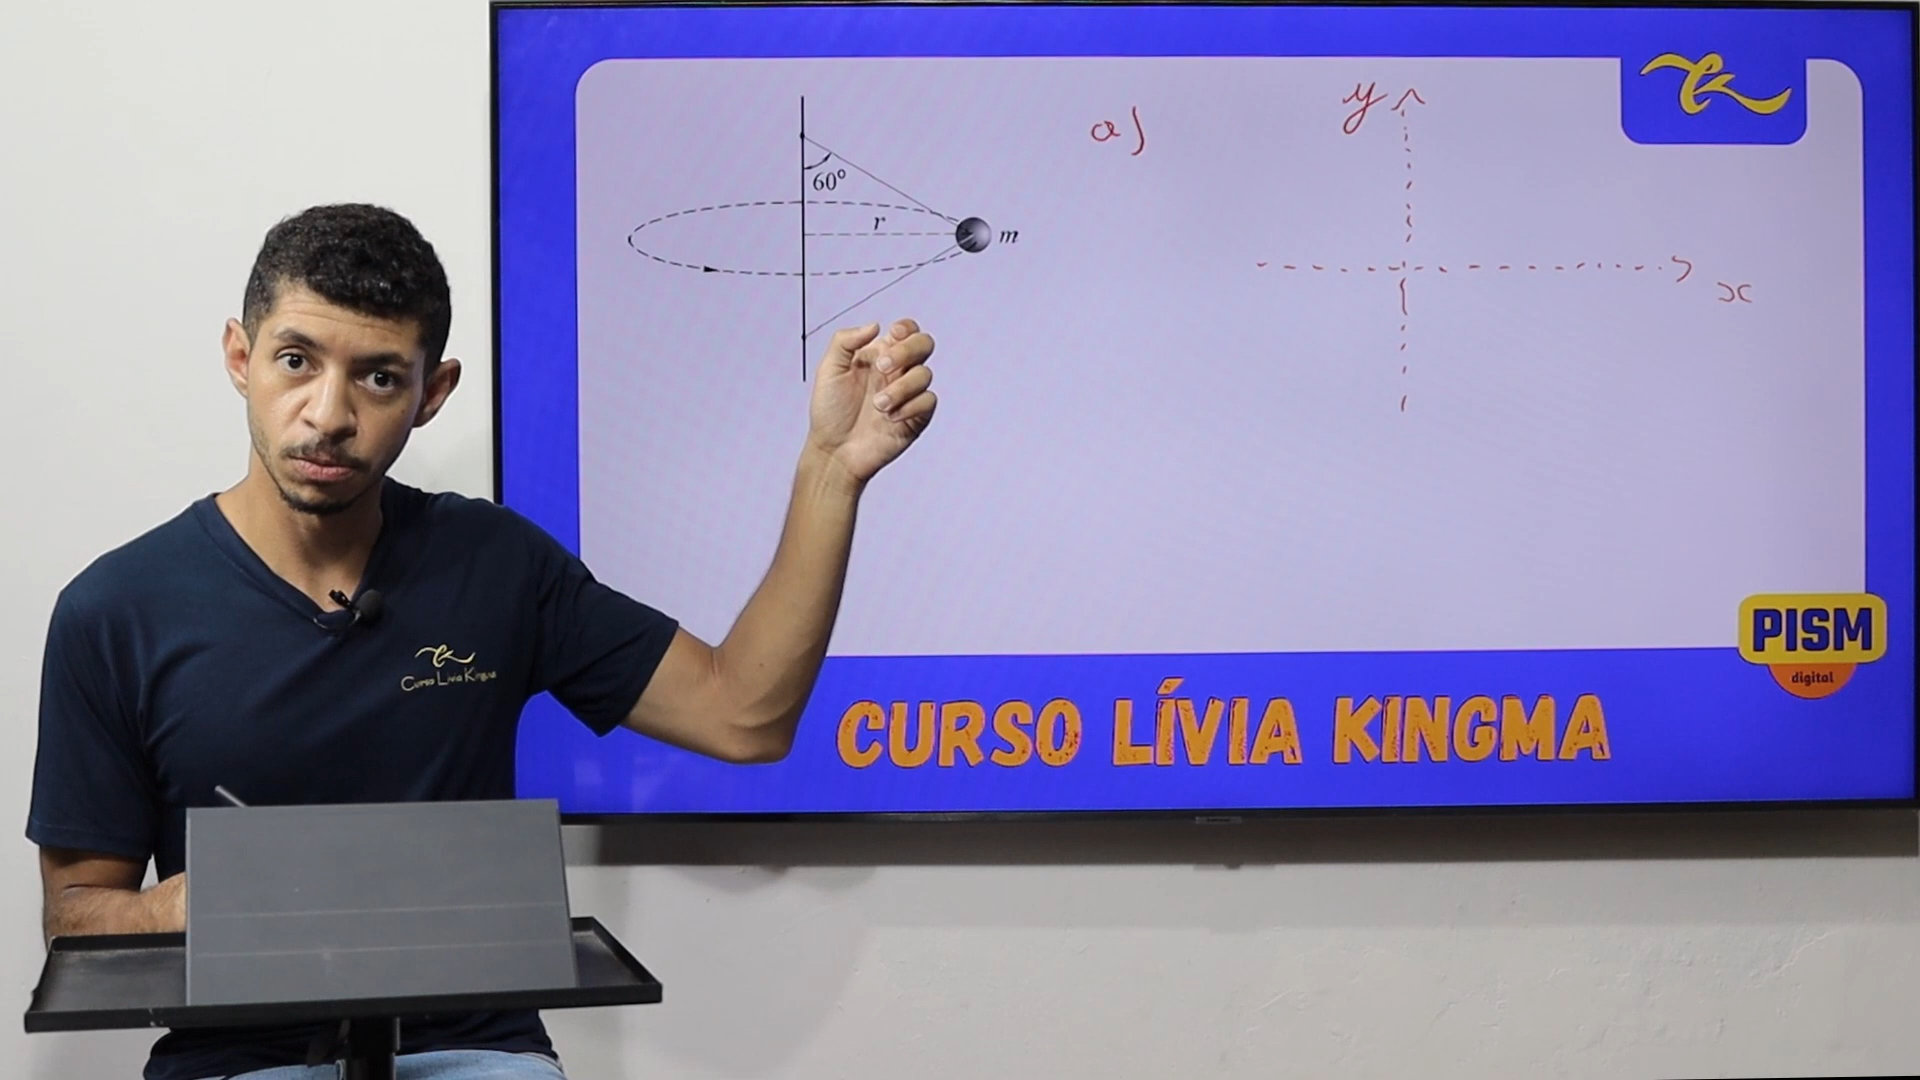 60°
r
m
a)
y
x
PISM
digital
CURSO LÍVIA KINGMA
Curso Lívia Kingma